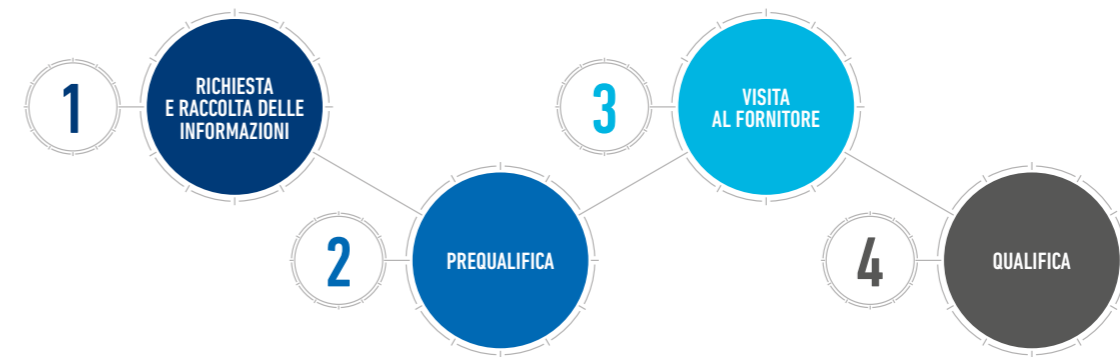 1
RICHIESTA
E RACCOLTA DELLE
INFORMAZIONI
2
PREQUALIFICA
3
VISITA
AL FORNITORE
4
QUALIFICA